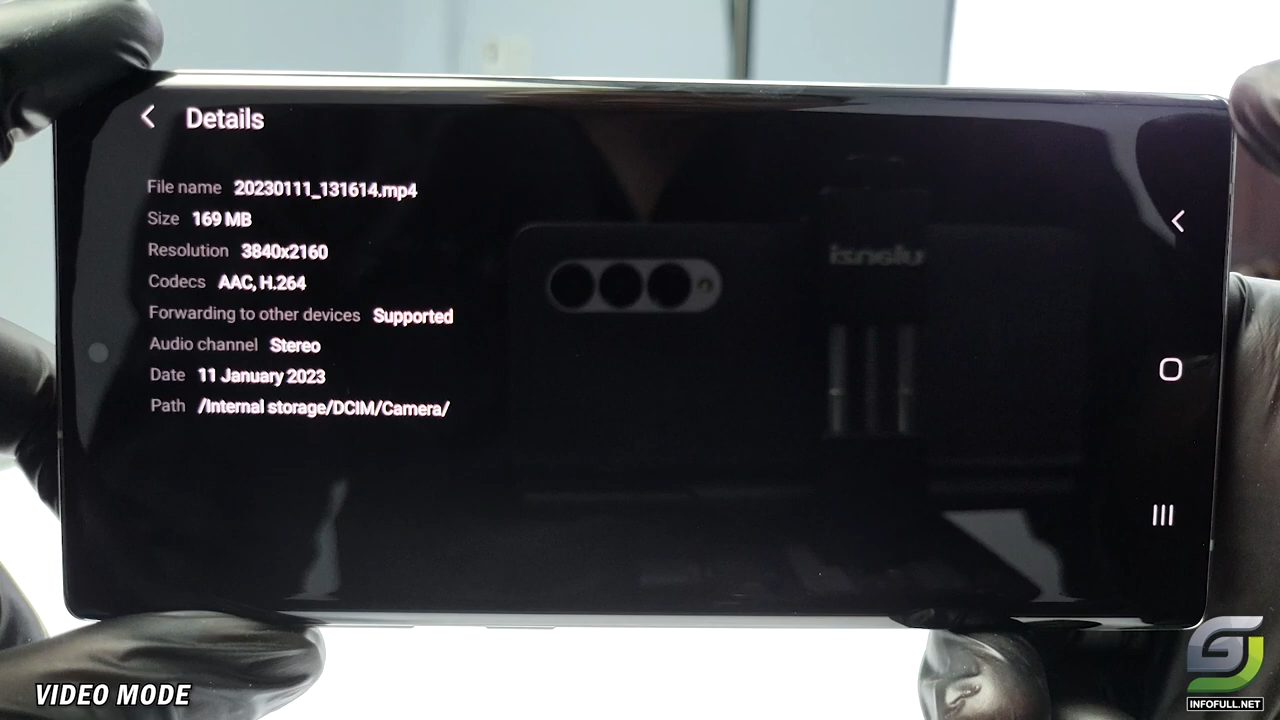 Details
File name 20230111_131614.mp4
Size 169 MB
Resolution 3840x2160
Codecs AAC, H.264
Forwarding to other devices Supported
Audio channel Stereo
Date 11 January 2023
Path /Internal storage/DCIM/Camera/
VIDEO MODE
INFOFULL.NET